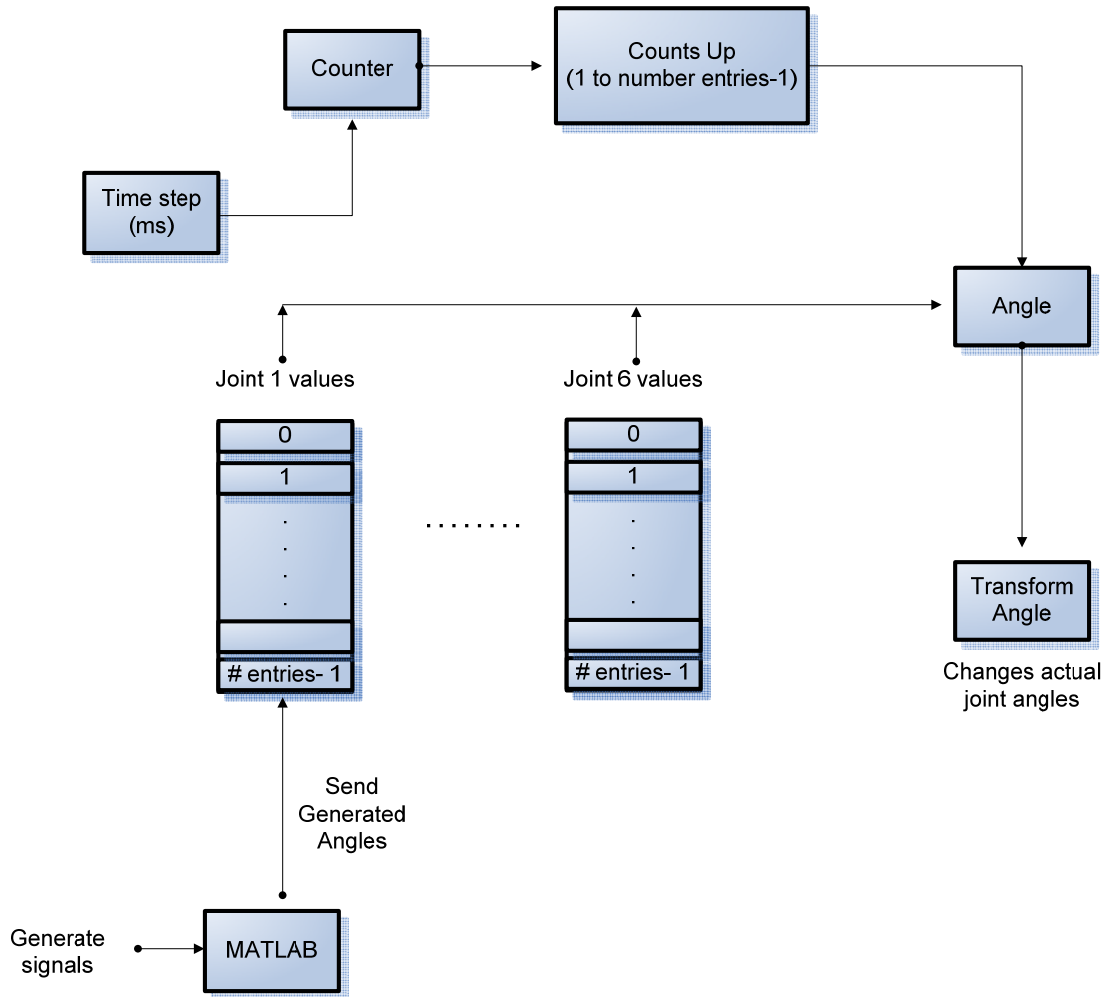 Counter
Counts Up
(1 to number entries-1)
Time step
(ms)
Angle
Joint 1 values
Joint 6 values
0
1
.
.
.
.
# entries- 1
........
0
1
.
.
.
.
# entries- 1
Transform
Angle
Changes actual
joint angles
Send
Generated
Angles
Generate
signals
MATLAB